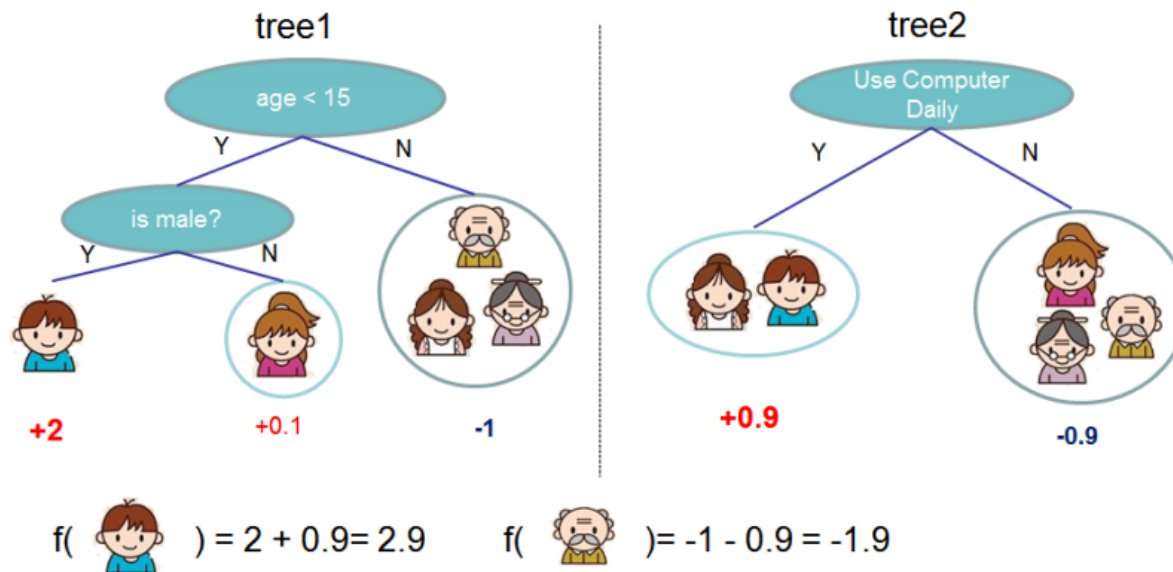 tree1
tree2
age < 15
Use Computer
Daily
Y
N
Y
N
is male?
Y
N
+2
+0.1
-1
+0.9
-0.9
f( ) = 2 + 0.9= 2.9
f( )= -1 - 0.9 = -1.9